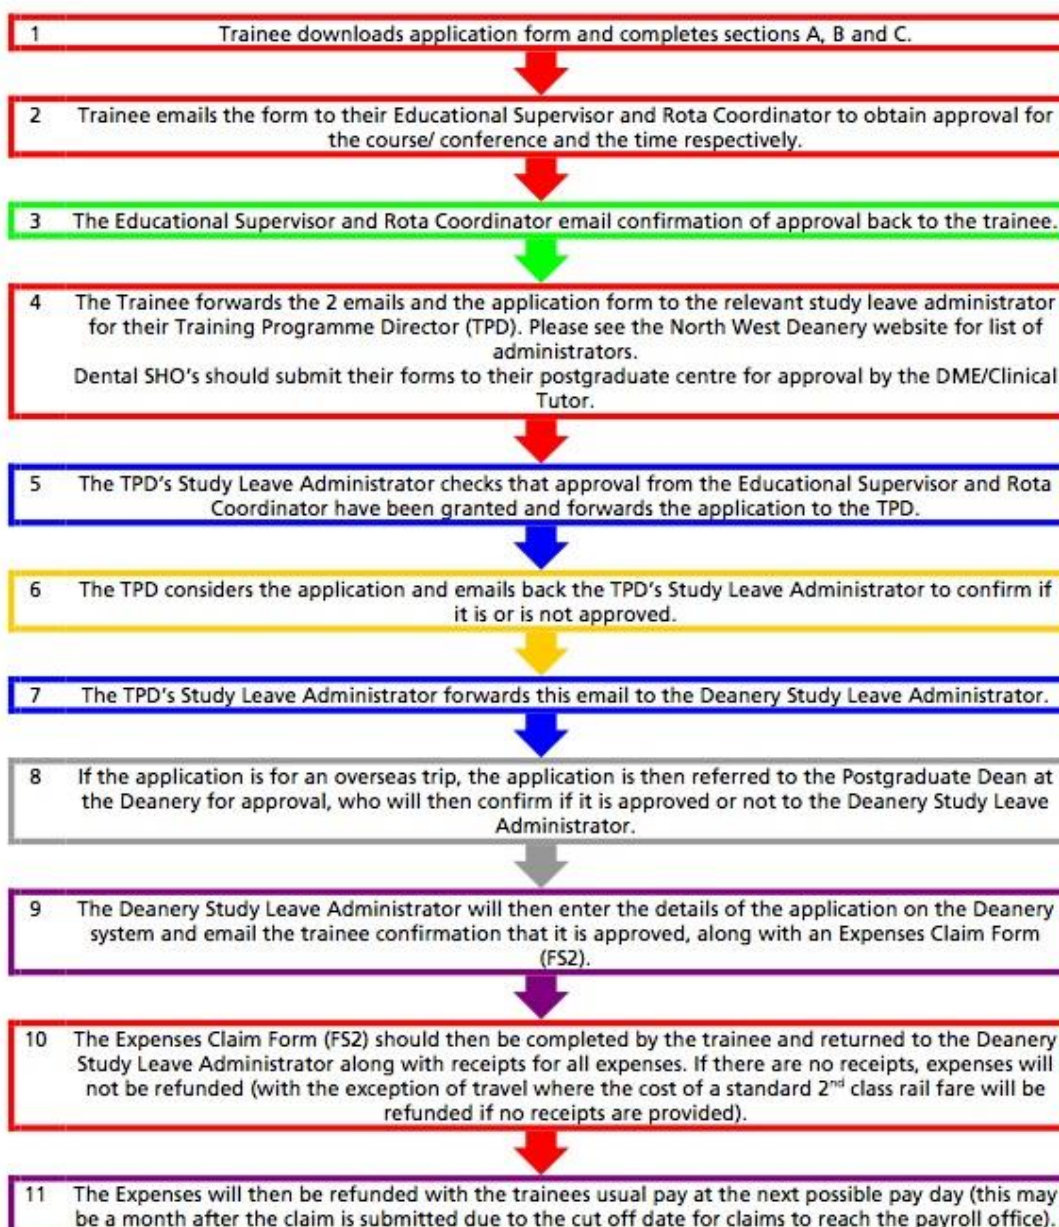 1 Trainee downloads application form and completes sections A, B and C.
2 Trainee emails the form to their Educational Supervisor and Rota Coordinator to obtain approval for
the course/ conference and the time respectively.
3 The Educational Supervisor and Rota Coordinator email confirmation of approval back to the trainee.
4 The Trainee forwards the 2 emails and the application form to the relevant study leave administrator
for their Training Programme Director (TPD). Please see the North West Deanery website for list of
administrators.
Dental SHO's should submit their forms to their postgraduate centre for approval by the DME/Clinical
Tutor.
5 The TPD's Study Leave Administrator checks that approval from the Educational Supervisor and Rota
Coordinator have been granted and forwards the application to the TPD.
6 The TPD considers the application and emails back the TPD's Study Leave Administrator to confirm if
it is or is not approved.
7 The TPD's Study Leave Administrator forwards this email to the Deanery Study Leave Administrator.
8 If the application is for an overseas trip, the application is then referred to the Postgraduate Dean at
the Deanery for approval, who will then confirm if it is approved or not to the Deanery Study Leave
Administrator.
9 The Deanery Study Leave Administrator will then enter the details of the application on the Deanery
system and email the trainee confirmation that it is approved, along with an Expenses Claim Form
(FS2).
10 The Expenses Claim Form (FS2) should then be completed by the trainee and returned to the Deanery
Study Leave Administrator along with receipts for all expenses. If there are no receipts, expenses will
not be refunded (with the exception of travel where the cost of a standard 2nd class rail fare will be
refunded if no receipts are provided).
11 The Expenses will then be refunded with the trainees usual pay at the next possible pay day (this may
be a month after the claim is submitted due to the cut off date for claims to reach the payroll office)